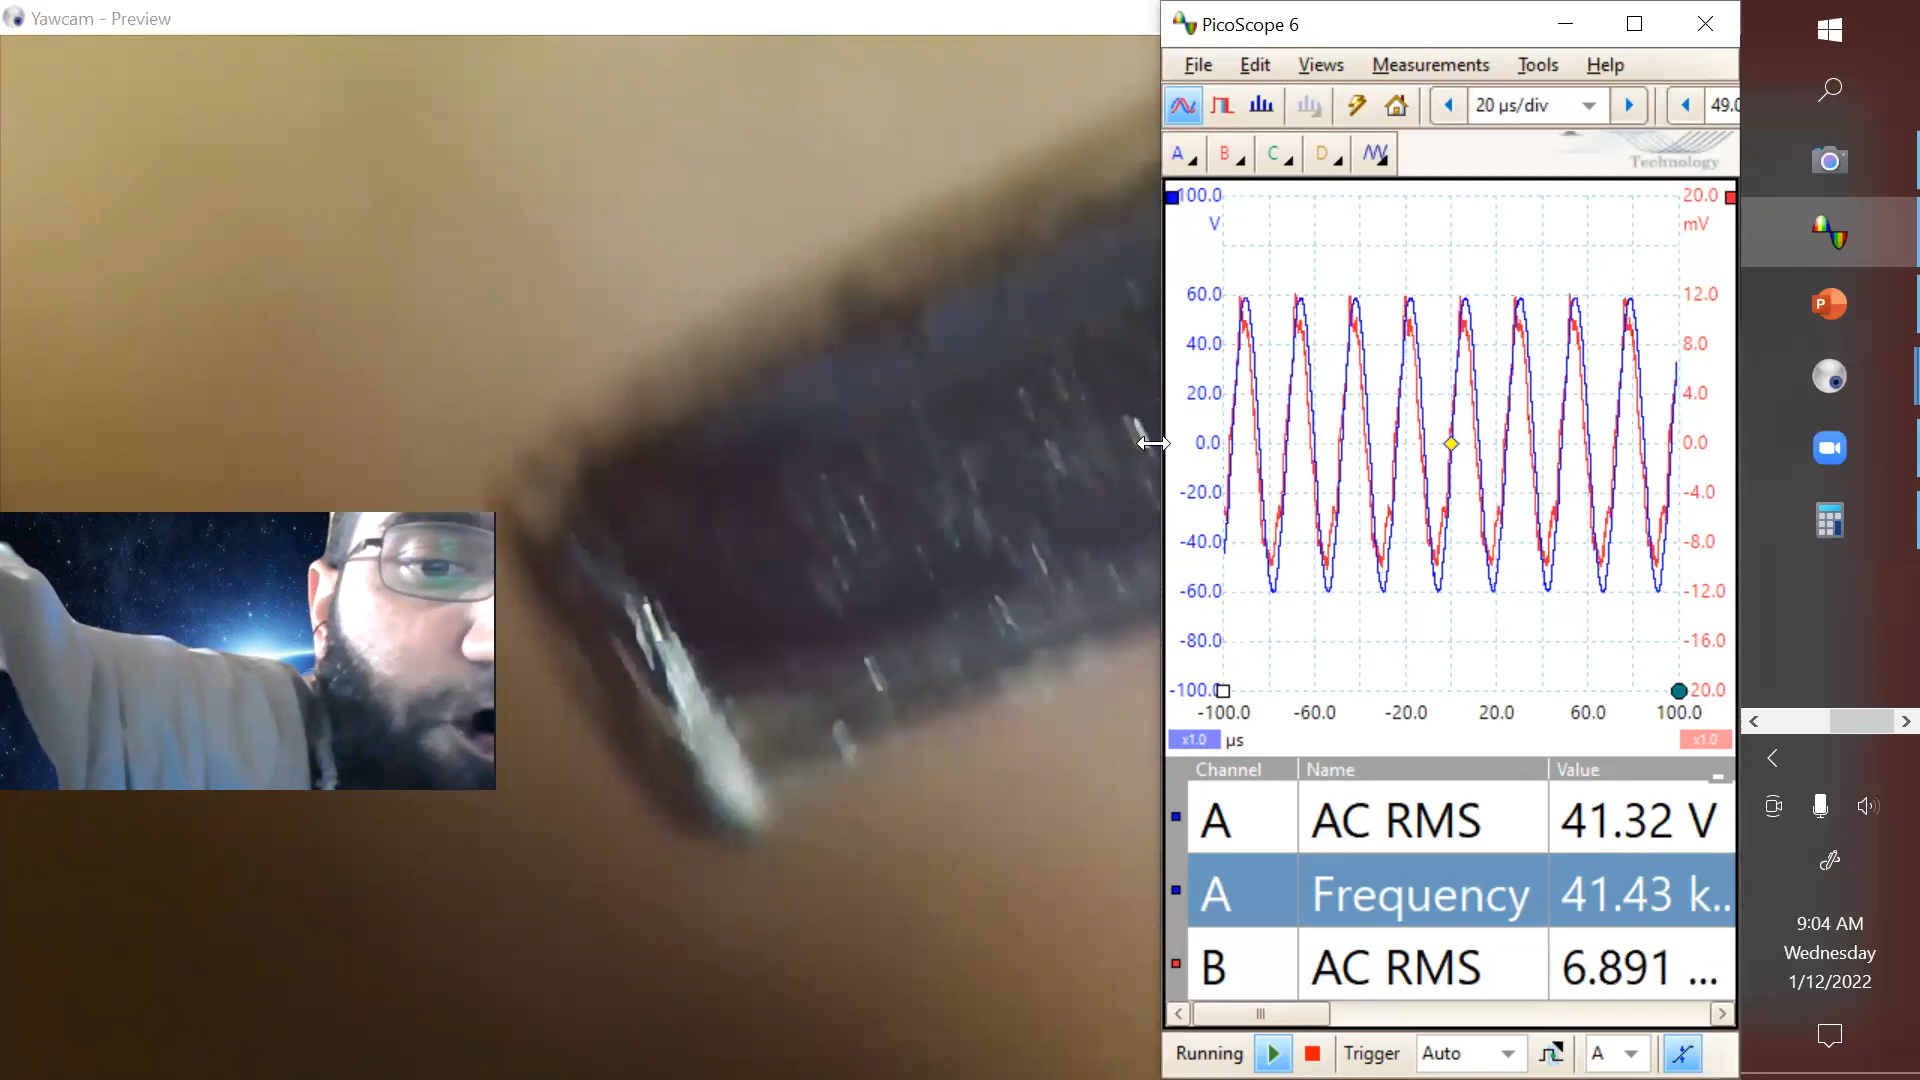 Yawcam - Preview
PicoScope 6
File Edit Views Measurements Tools Help
20 µs/div 49.0
A B C D
Technology
100.0 20.0
V mV
60.0 12.0
40.0 8.0
20.0 4.0
0.0 0.0
-20.0 -4.0
-40.0 -8.0
-60.0 -12.0
-80.0 -16.0
-100.0 -20.0
-100.0 -60.0 -20.0 20.0 60.0 100.0
x1.0 µs x1.0
Channel Name Value
A AC RMS 41.32 V
A Frequency 41.43 k...
B AC RMS 6.891 ...
Running Trigger Auto A
P
9:04 AM
Wednesday
1/12/2022